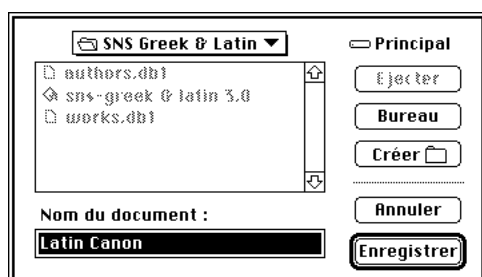 SNS Greek & Latin
Principal
authors.db1
sns-greek & latin 3.0
works.db1
Ejecter
Bureau
Créer
Nom du document :
Latin Canon
Annuler
Enregistrer